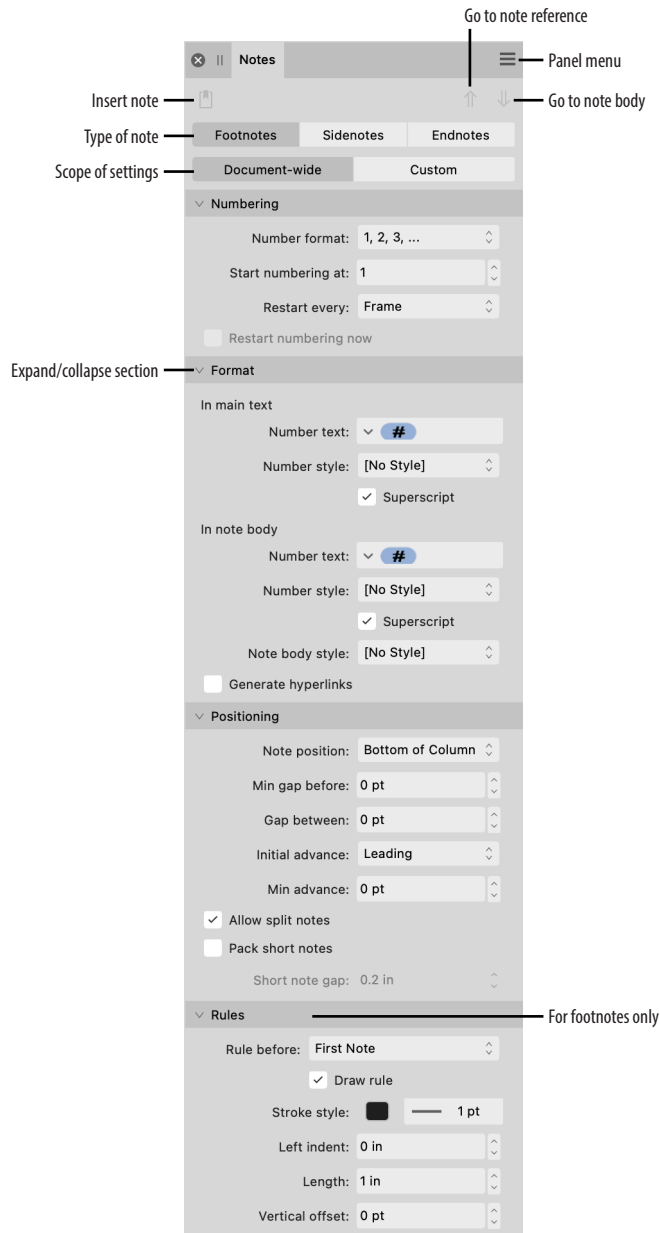 Go to note reference
Notes
Panel menu
Insert note
Go to note body
Type of note
Footnotes Sidenotes Endnotes
Scope of settings
Document-wide Custom
Numbering
Number format: 1, 2, 3, ...
Start numbering at: 1
Restart every: Frame
Restart numbering now
Expand/collapse section
Format
In main text
Number text: #
Number style: [No Style]
Superscript
In note body
Number text: #
Number style: [No Style]
Superscript
Note body style: [No Style]
Generate hyperlinks
Positioning
Note position: Bottom of Column
Min gap before: 0 pt
Gap between: 0 pt
Initial advance: Leading
Min advance: 0 pt
Allow split notes
Pack short notes
Short note gap: 0.2 in
Rules
For footnotes only
Rule before: First Note
Draw rule
Stroke style: 1 pt
Left indent: 0 in
Length: 1 in
Vertical offset: 0 pt